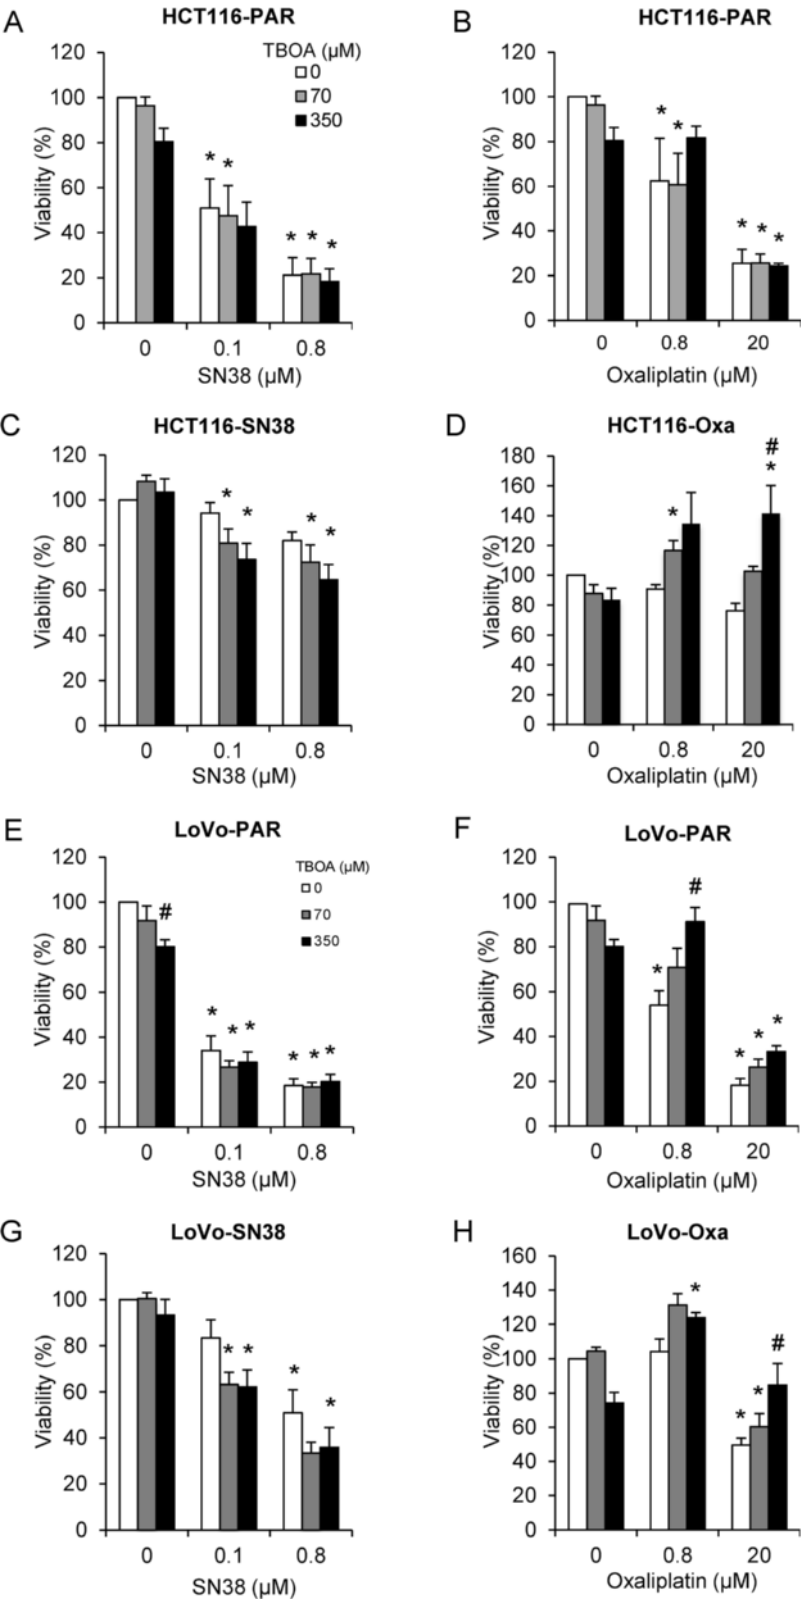 A
HCT116-PAR
TBOA (µM)
0
70
350
120
100
80
60
40
20
0
Viability (%)
* *
* * *
0 0.1 0.8
SN38 (µM)
B
HCT116-PAR
120
100
80
60
40
20
0
Viability (%)
* *
* * *
0 0.8 20
Oxaliplatin (µM)
C
HCT116-SN38
120
100
80
60
40
20
0
Viability (%)
* *
* *
0 0.1 0.8
SN38 (µM)
D
HCT116-Oxa
180
160
140
120
100
80
60
40
20
0
Viability (%)
*
#
*
0 0.8 20
Oxaliplatin (µM)
E
LoVo-PAR
TBOA (µM)
0
70
350
120
100
80
60
40
20
0
Viability (%)
#
* * *
* * *
0 0.1 0.8
SN38 (µM)
F
LoVo-PAR
120
100
80
60
40
20
0
Viability (%)
* #
* * *
0 0.8 20
Oxaliplatin (µM)
G
LoVo-SN38
120
100
80
60
40
20
0
Viability (%)
* *
* *
0 0.1 0.8
SN38 (µM)
H
LoVo-Oxa
160
140
120
100
80
60
40
20
0
Viability (%)
*
* * #
0 0.8 20
Oxaliplatin (µM)